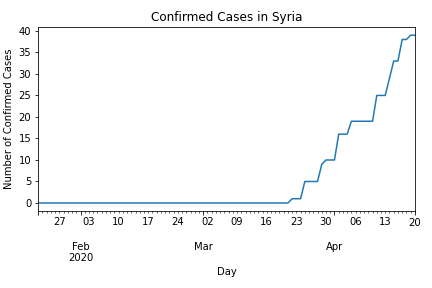 Confirmed Cases in Syria
Number of Confirmed Cases
40
35
30
25
20
15
10
5
0
27 03 10 17 24 02 09 16 23 30 06 13 20
Feb Mar Apr
2020
Day